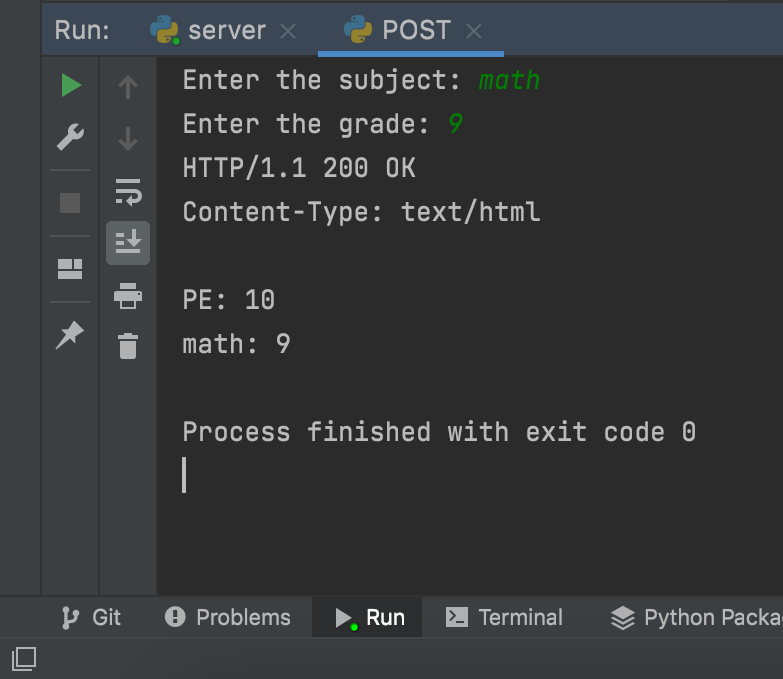 Run: server POST
Enter the subject: math
Enter the grade: 9
HTTP/1.1 200 OK
Content-Type: text/html
PE: 10
math: 9
Process finished with exit code 0
Git Problems Run Terminal Python Packa